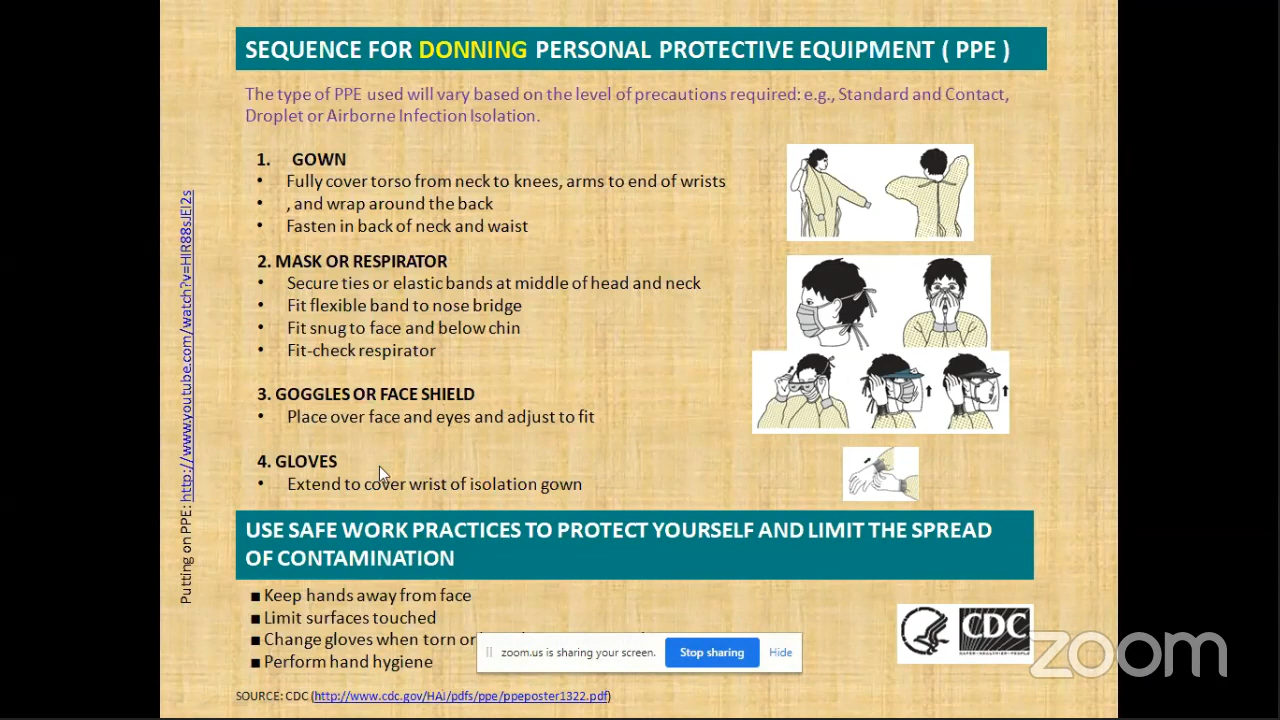 SEQUENCE FOR DONNING PERSONAL PROTECTIVE EQUIPMENT ( PPE )
The type of PPE used will vary based on the level of precautions required: e.g., Standard and Contact,
Droplet or Airborne Infection Isolation.
1. GOWN
• Fully cover torso from neck to knees, arms to end of wrists
• , and wrap around the back
• Fasten in back of neck and waist
2. MASK OR RESPIRATOR
• Secure ties or elastic bands at middle of head and neck
• Fit flexible band to nose bridge
• Fit snug to face and below chin
• Fit-check respirator
3. GOGGLES OR FACE SHIELD
• Place over face and eyes and adjust to fit
4. GLOVES
• Extend to cover wrist of isolation gown
USE SAFE WORK PRACTICES TO PROTECT YOURSELF AND LIMIT THE SPREAD
OF CONTAMINATION
■ Keep hands away from face
■ Limit surfaces touched
■ Change gloves when torn or
■ Perform hand hygiene
zoom.us is sharing your screen. Stop sharing Hide
SOURCE: CDC (http://www.cdc.gov/HAi/pdfs/ppe/ppeposter1322.pdf)
Putting on PPE: http://www.youtube.com/watch?v=HIR88sJEI2s
CDC
SAFER•HEALTHIER•PEOPLE
zoom